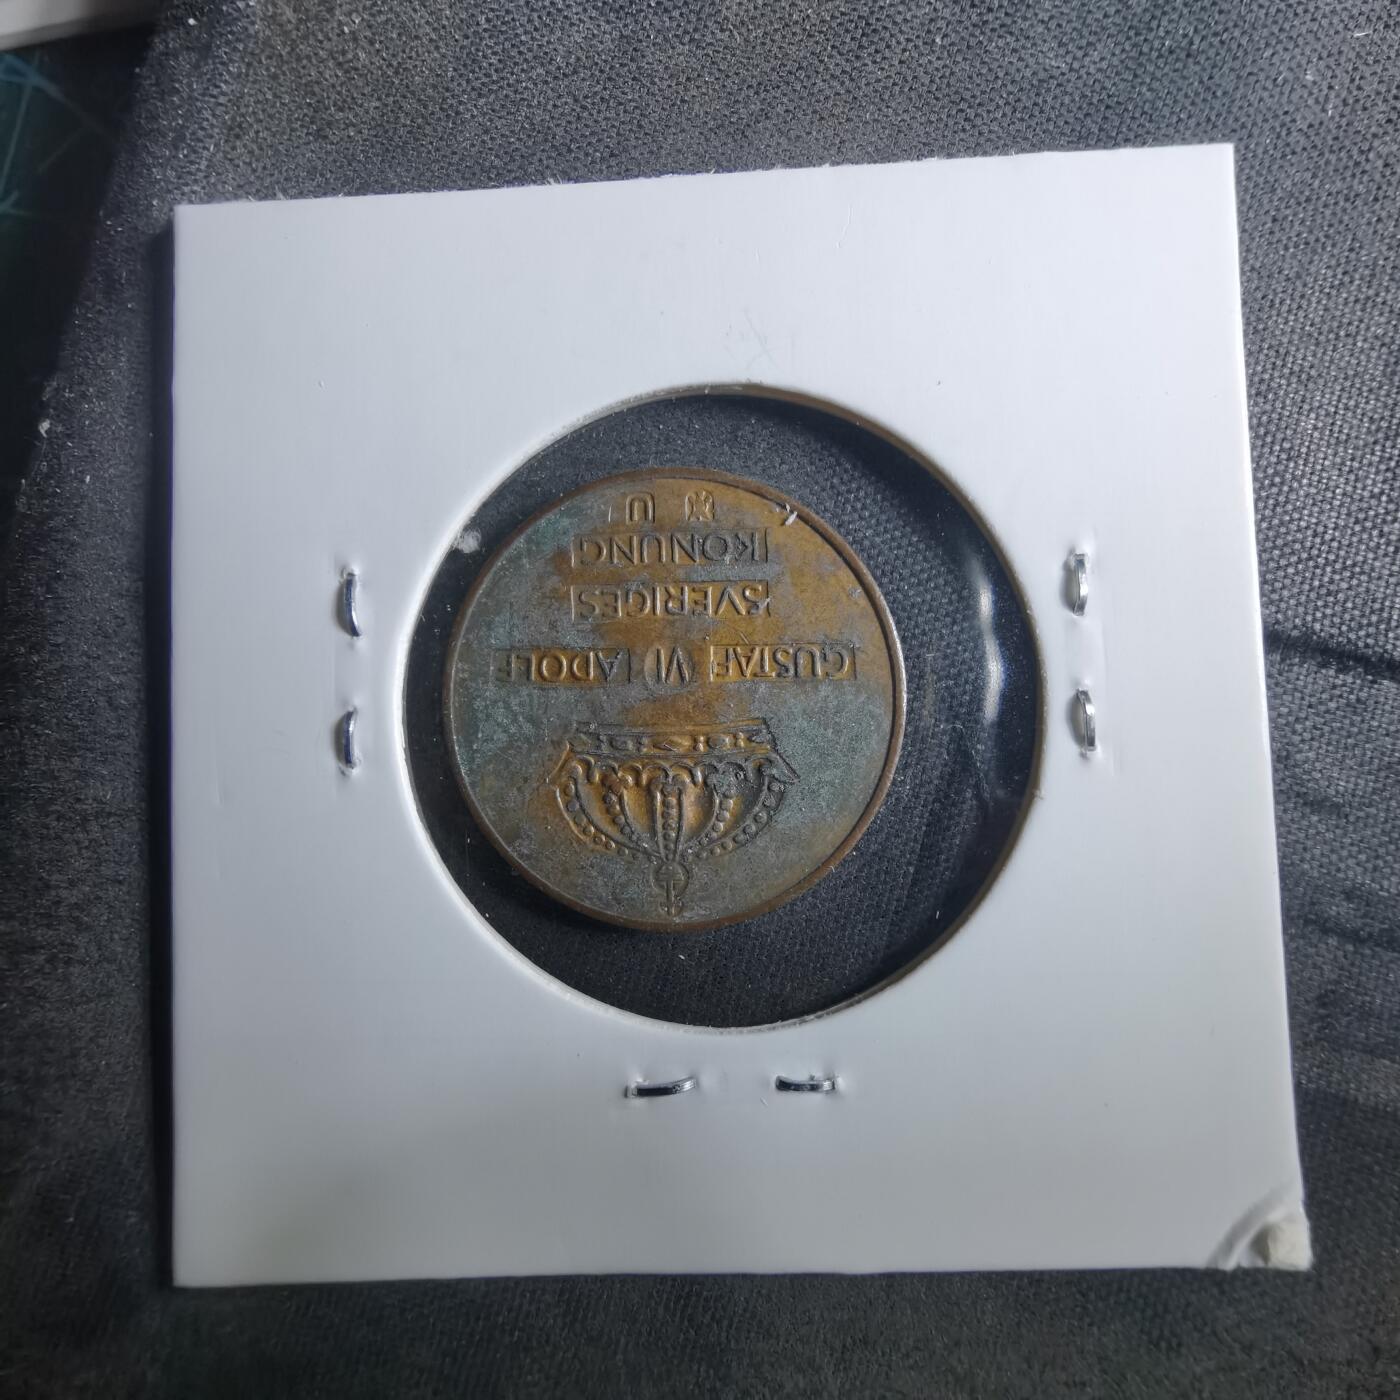 GUSTAF VI ADOLF
SVERIGES
KONUNG
U